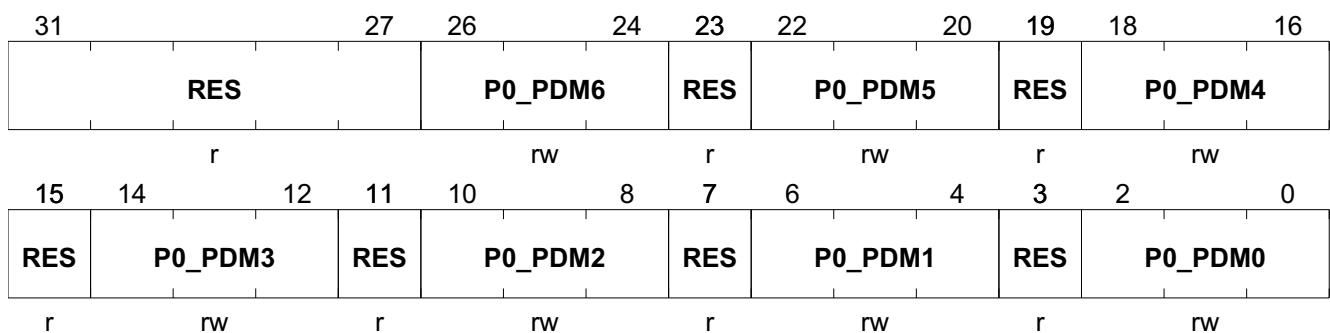 31 27 26 24 23 22 20 19 18 16
RES P0_PDM6 RES P0_PDM5 RES P0_PDM4
r rw r rw r rw
15 14 12 11 10 8 7 6 4 3 2 0
RES P0_PDM3 RES P0_PDM2 RES P0_PDM1 RES P0_PDM0
r rw r rw r rw r rw